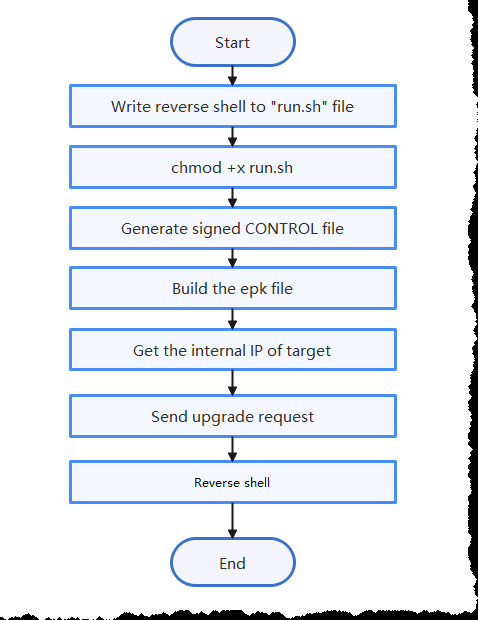 Start
Write reverse shell to "run.sh" file
chmod +x run.sh
Generate signed CONTROL file
Build the epk file
Get the internal IP of target
Send upgrade request
Reverse shell
End